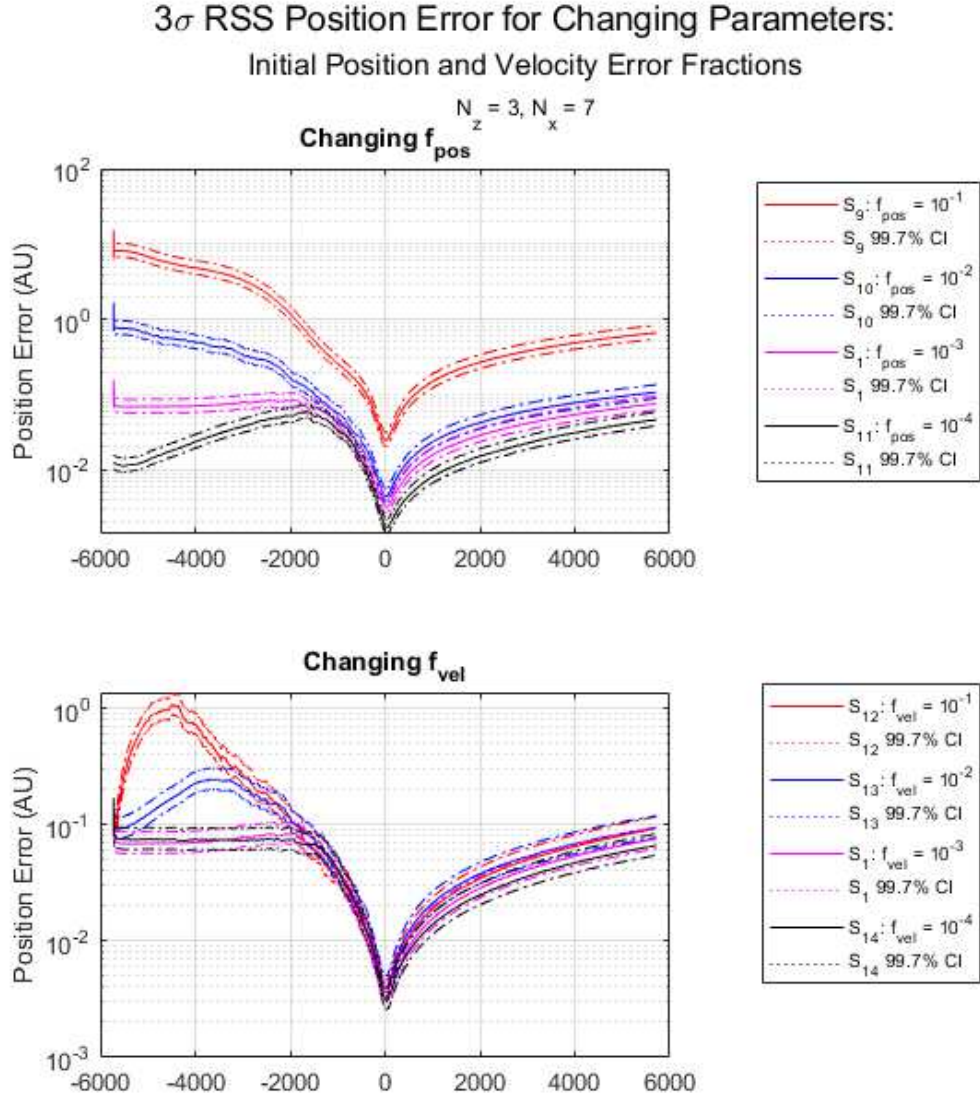 3σ RSS Position Error for Changing Parameters:
Initial Position and Velocity Error Fractions
N_z = 3, N_x = 7
Changing f_pos
Position Error (AU)
10^2
10^0
10^-2
-6000 -4000 -2000 0 2000 4000 6000
S_9: f_pos = 10^-1
S_9 99.7% CI
S_10: f_pos = 10^-2
S_10 99.7% CI
S_1: f_pos = 10^-3
S_1 99.7% CI
S_11: f_pos = 10^-4
S_11 99.7% CI
Changing f_vel
Position Error (AU)
10^0
10^-1
10^-2
10^-3
-6000 -4000 -2000 0 2000 4000 6000
S_12: f_vel = 10^-1
S_12 99.7% CI
S_13: f_vel = 10^-2
S_13 99.7% CI
S_1: f_vel = 10^-3
S_1 99.7% CI
S_14: f_vel = 10^-4
S_14 99.7% CI